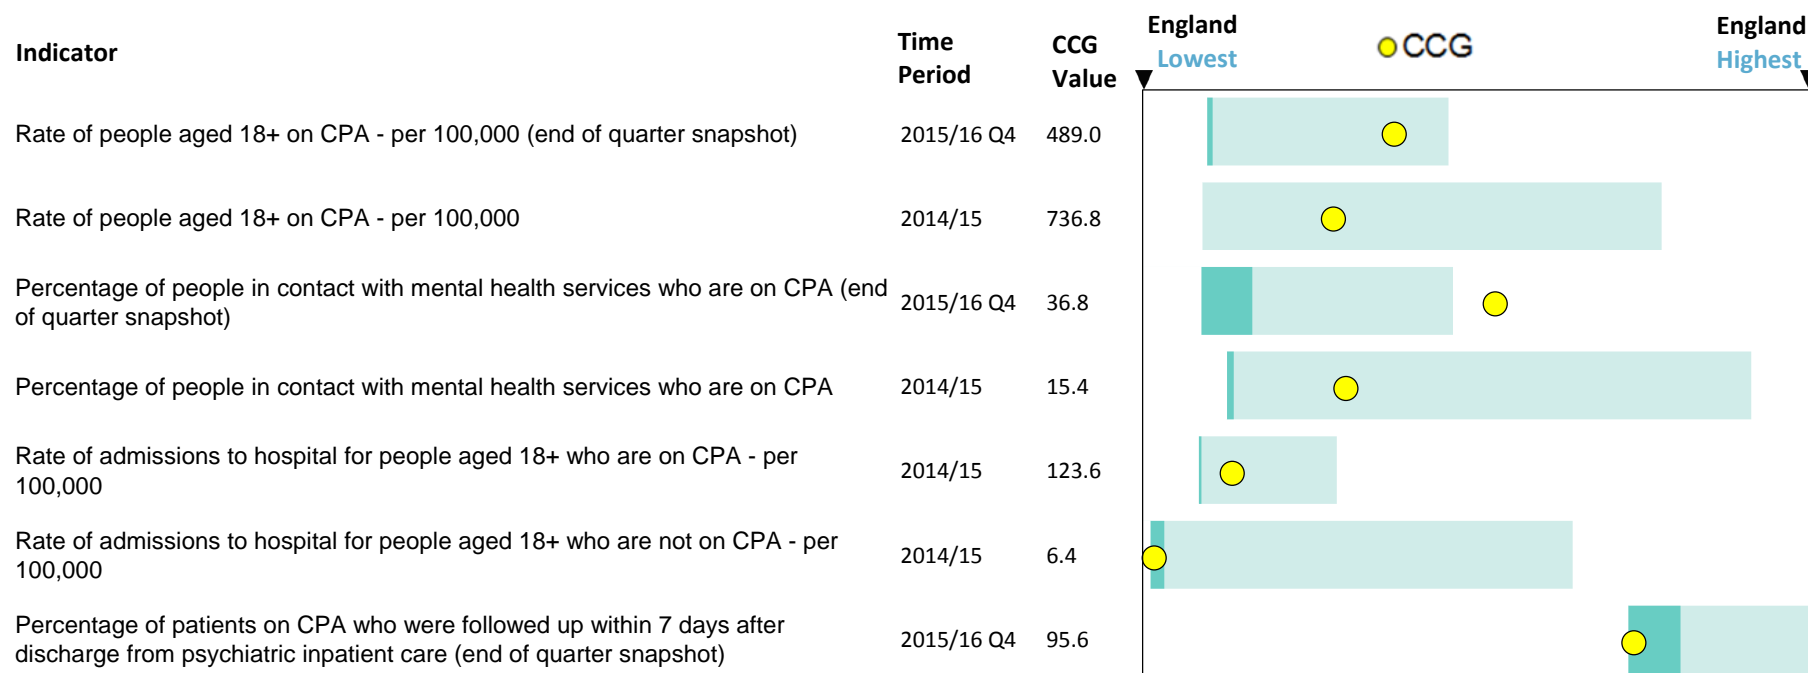 Indicator
Time
Period
CCG
Value
England
Lowest
CCG
England
Highest
Rate of people aged 18+ on CPA - per 100,000 (end of quarter snapshot) 2015/16 Q4 489.0
Rate of people aged 18+ on CPA - per 100,000 2014/15 736.8
Percentage of people in contact with mental health services who are on CPA (end
of quarter snapshot) 2015/16 Q4 36.8
Percentage of people in contact with mental health services who are on CPA 2014/15 15.4
Rate of admissions to hospital for people aged 18+ who are on CPA - per
100,000 2014/15 123.6
Rate of admissions to hospital for people aged 18+ who are not on CPA - per
100,000 2014/15 6.4
Percentage of patients on CPA who were followed up within 7 days after
discharge from psychiatric inpatient care (end of quarter snapshot) 2015/16 Q4 95.6